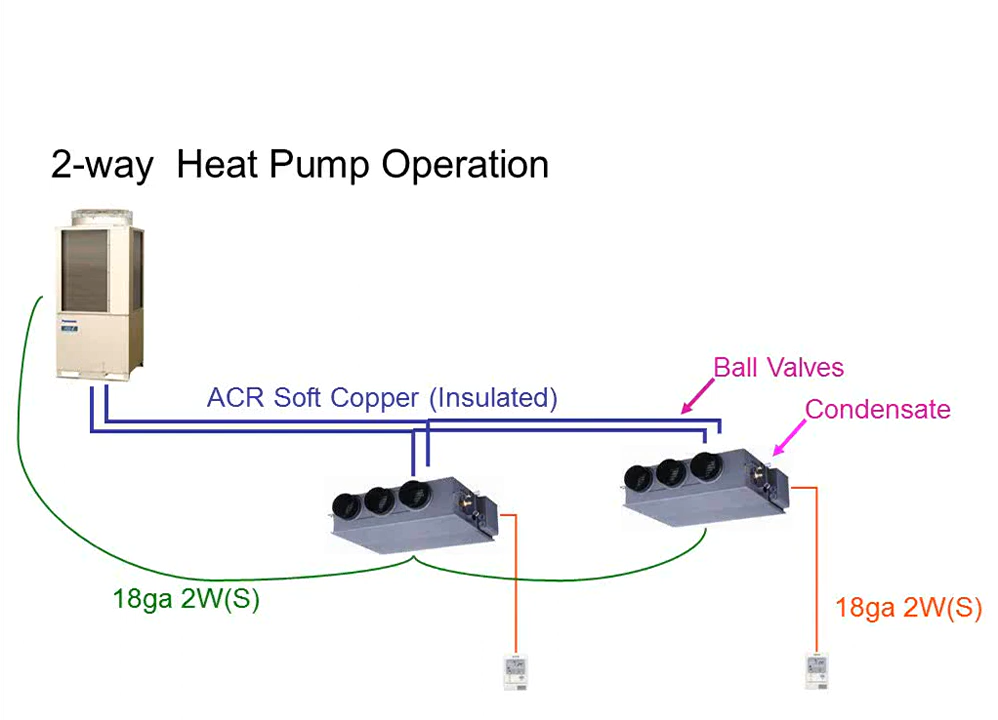 2-way Heat Pump Operation
Ball Valves
ACR Soft Copper (Insulated)
Condensate
18ga 2W(S)
18ga 2W(S)